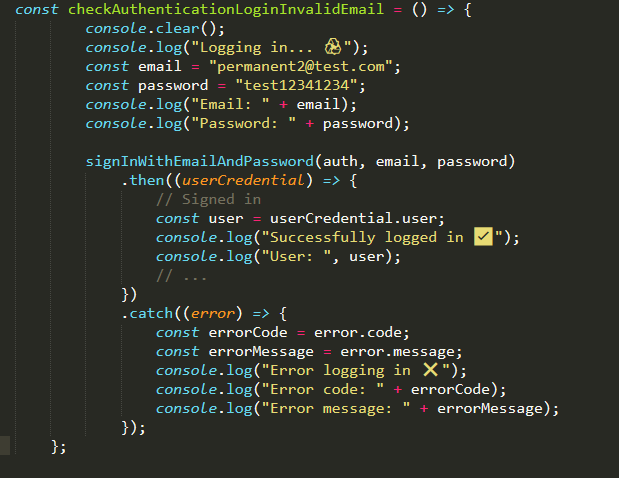 const checkAuthenticationLoginInvalidEmail = () => {
console.clear();
console.log("Logging in... ♻️");
const email = "permanent2@test.com";
const password = "test12341234";
console.log("Email: " + email);
console.log("Password: " + password);
signInWithEmailAndPassword(auth, email, password)
.then((userCredential) => {
// Signed in
const user = userCredential.user;
console.log("Successfully logged in ✅");
console.log("User: ", user);
// ...
})
.catch((error) => {
const errorCode = error.code;
const errorMessage = error.message;
console.log("Error logging in ❌");
console.log("Error code: " + errorCode);
console.log("Error message: " + errorMessage);
});
};